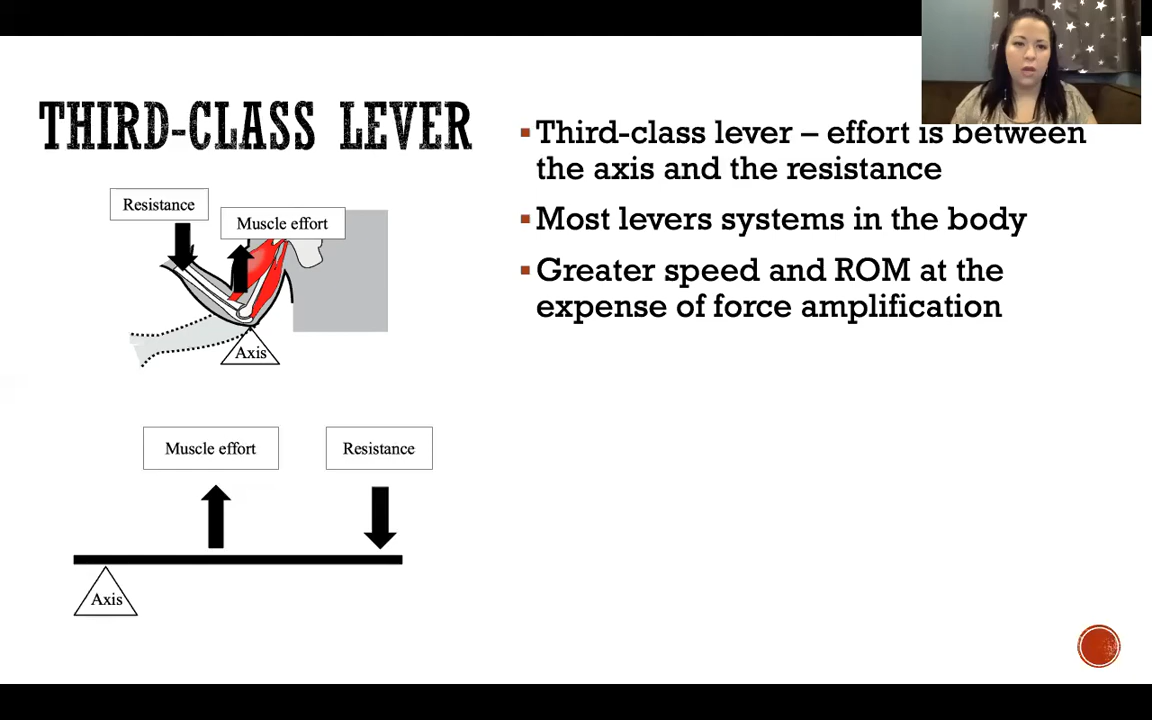 THIRD-CLASS LEVER
Resistance
Muscle effort
Axis
Muscle effort
Resistance
Axis
▪ Third-class lever – effort is between
the axis and the resistance
▪ Most levers systems in the body
▪ Greater speed and ROM at the
expense of force amplification